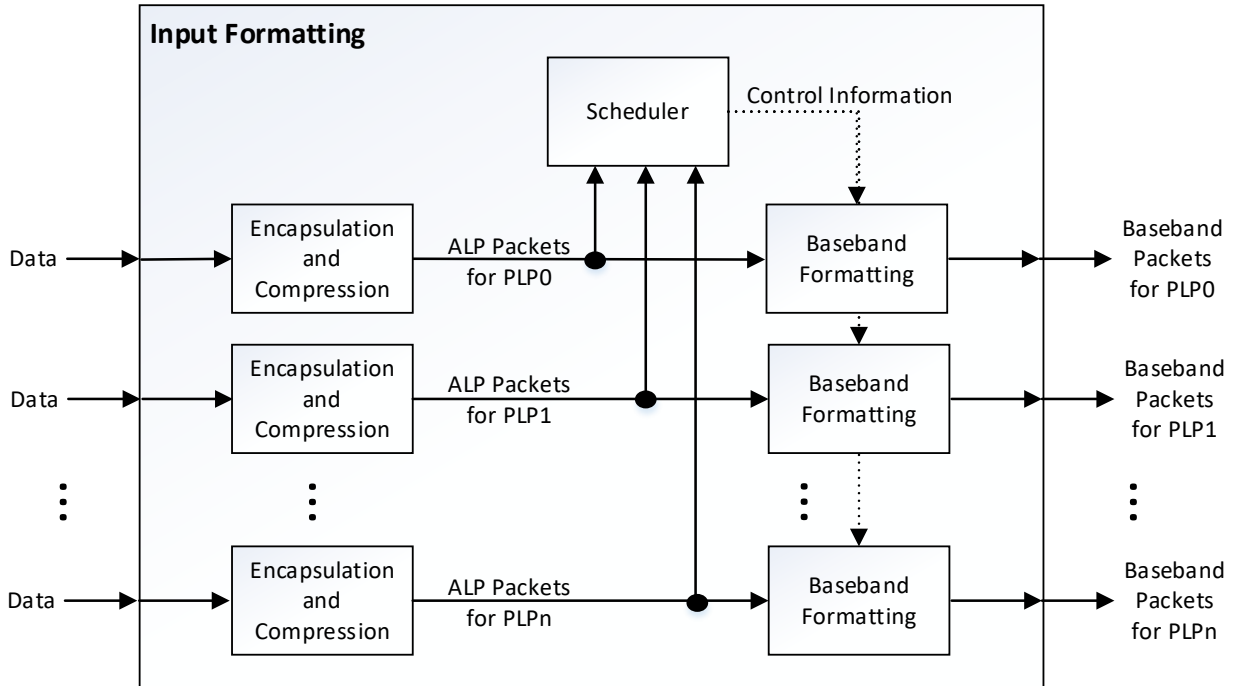 Input Formatting
Scheduler
Control Information
Data
Encapsulation
and
Compression
ALP Packets
for PLP0
Baseband
Formatting
Baseband
Packets
for PLP0
Data
Encapsulation
and
Compression
ALP Packets
for PLP1
Baseband
Formatting
Baseband
Packets
for PLP1
Data
Encapsulation
and
Compression
ALP Packets
for PLPn
Baseband
Formatting
Baseband
Packets
for PLPn